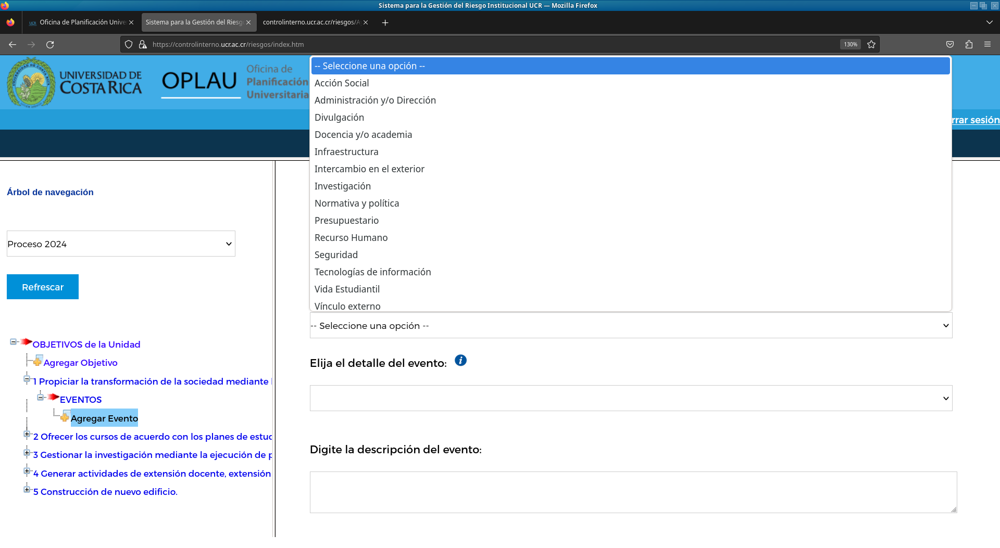 Sistema para la Gestión del Riesgo Institucional UCR — Mozilla Firefox
UCR Oficina de Planificación Unive
Sistema para la Gestión del Riesg
controlinterno.ucr.ac.cr/riesgos/A
https://controlinterno.ucr.ac.cr/riesgos/index.htm
130%
UNIVERSIDAD DE
COSTA RICA
OPLAU
Oficina de
Planificación
Universitaria
rrar sesión
Árbol de navegación
Proceso 2024
Refrescar
OBJETIVOS de la Unidad
Agregar Objetivo
1 Propiciar la transformación de la sociedad mediante
EVENTOS
Agregar Evento
2 Ofrecer los cursos de acuerdo con los planes de estud
3 Gestionar la investigación mediante la ejecución de p
4 Generar actividades de extensión docente, extensión
5 Construcción de nuevo edificio.
-- Seleccione una opción --
Acción Social
Administración y/o Dirección
Divulgación
Docencia y/o academia
Infraestructura
Intercambio en el exterior
Investigación
Normativa y política
Presupuestario
Recurso Humano
Seguridad
Tecnologías de información
Vida Estudiantil
Vínculo externo
-- Seleccione una opción --
Elija el detalle del evento: i
Digite la descripción del evento: